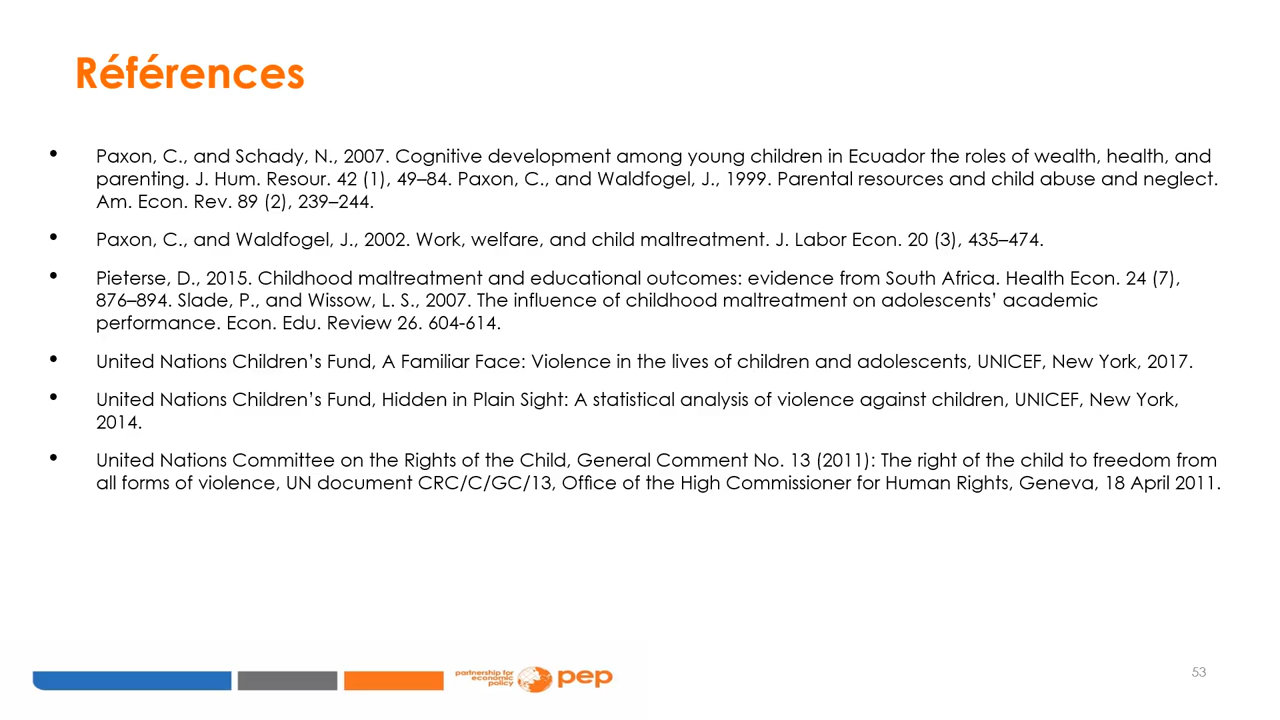 Références
• Paxon, C., and Schady, N., 2007. Cognitive development among young children in Ecuador the roles of wealth, health, and
parenting. J. Hum. Resour. 42 (1), 49–84. Paxon, C., and Waldfogel, J., 1999. Parental resources and child abuse and neglect.
Am. Econ. Rev. 89 (2), 239–244.
• Paxon, C., and Waldfogel, J., 2002. Work, welfare, and child maltreatment. J. Labor Econ. 20 (3), 435–474.
• Pieterse, D., 2015. Childhood maltreatment and educational outcomes: evidence from South Africa. Health Econ. 24 (7),
876–894. Slade, P., and Wissow, L. S., 2007. The influence of childhood maltreatment on adolescents’ academic
performance. Econ. Edu. Review 26. 604-614.
• United Nations Children’s Fund, A Familiar Face: Violence in the lives of children and adolescents, UNICEF, New York, 2017.
• United Nations Children’s Fund, Hidden in Plain Sight: A statistical analysis of violence against children, UNICEF, New York,
2014.
• United Nations Committee on the Rights of the Child, General Comment No. 13 (2011): The right of the child to freedom from
all forms of violence, UN document CRC/C/GC/13, Office of the High Commissioner for Human Rights, Geneva, 18 April 2011.
partnership for
economic
policy
pep
53